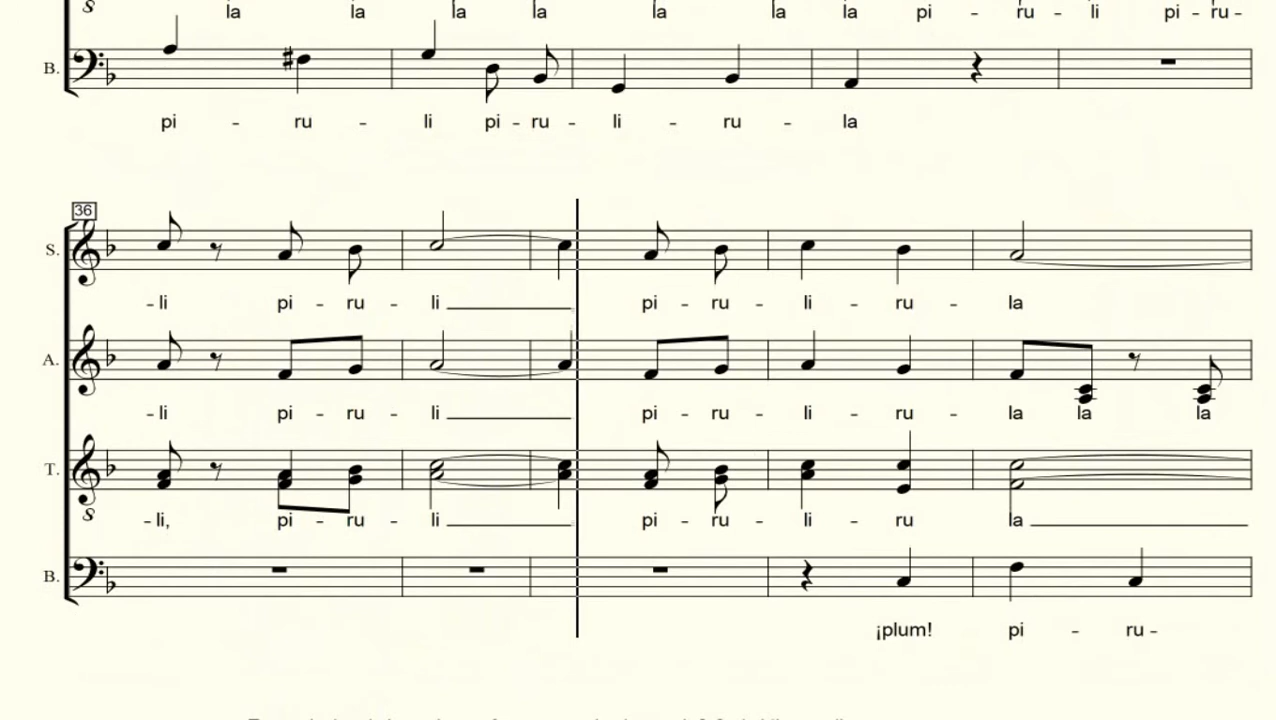 la la la la la la la pi - ru - li pi - ru -
B.
pi - ru - li pi - ru - li - ru - la
36
S.
- li pi - ru - li pi - ru - li - ru - la
A.
- li pi - ru - li pi - ru - li - ru - la la la
T.
- li, pi - ru - li pi - ru - li - ru la
B.
¡plum! pi - ru -